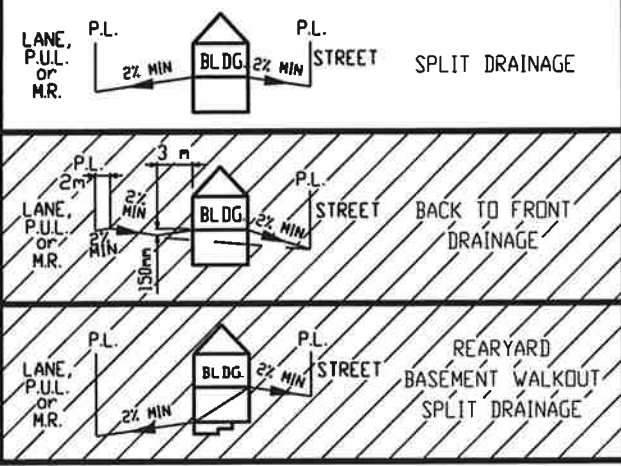 P.L.
P.L.
LANE,
P.U.L.
or
M.R.
2% MIN
BLDG.
2% MIN
STREET
SPLIT DRAINAGE
P.L.
2m
3 m
P.L.
LANE,
P.U.L.
or
M.R.
2%
MIN
2%
MIN
150mm
BLDG.
2% MIN
STREET
BACK TO FRONT
DRAINAGE
P.L.
P.L.
LANE,
P.U.L.
or
M.R.
2% MIN
BLDG.
2% MIN
STREET
REARYARD
BASEMENT WALKOUT
SPLIT DRAINAGE